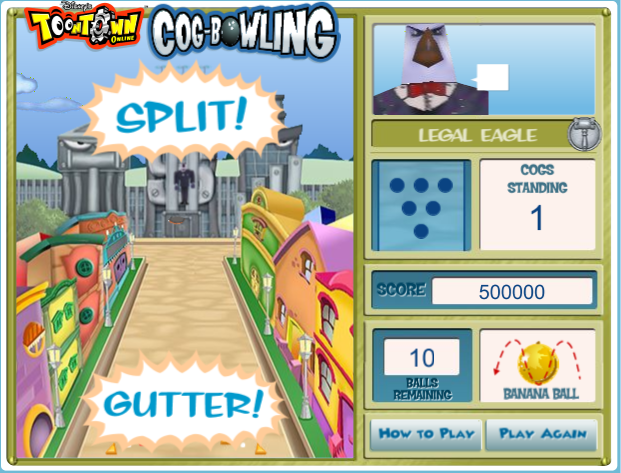 Disney's
TOONTOWN
ONLINE
COG-BOWLING
SPLIT!
LEGAL EAGLE
COGS
STANDING
1
SCORE 500000
10
BALLS
REMAINING
BANANA BALL
GUTTER!
HOW TO PLAY
PLAY AGAIN